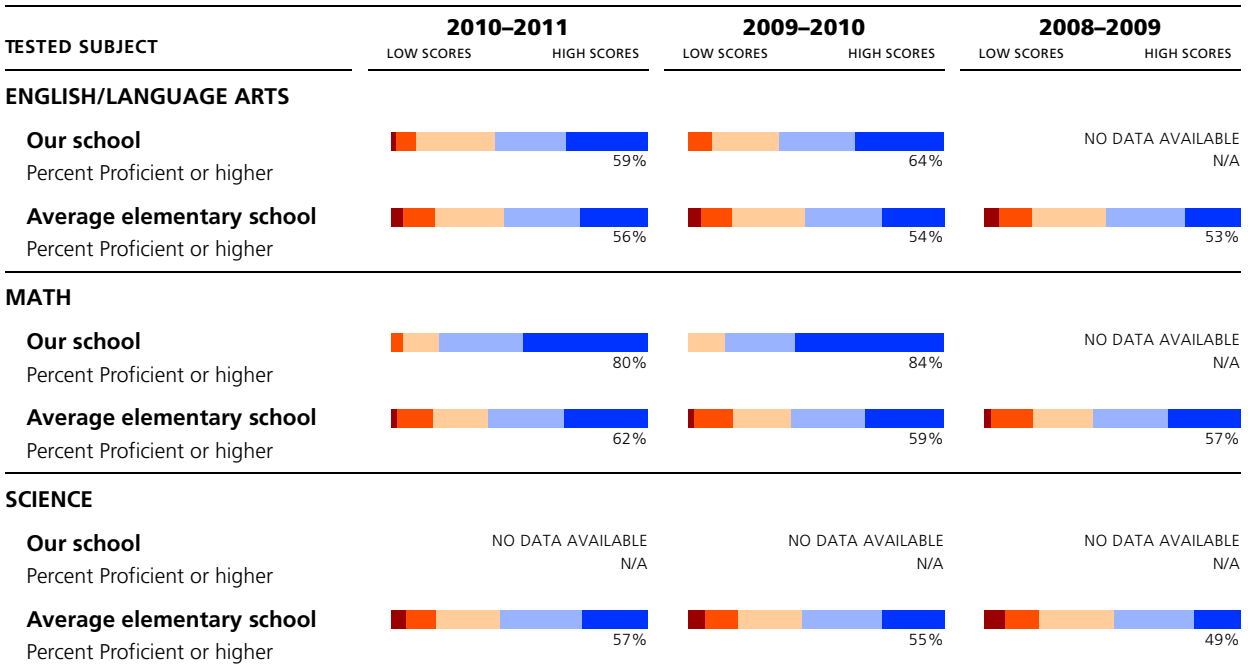 2010–2011 2009–2010 2008–2009
TESTED SUBJECT LOW SCORES HIGH SCORES LOW SCORES HIGH SCORES LOW SCORES HIGH SCORES
ENGLISH/LANGUAGE ARTS
Our school NO DATA AVAILABLE
Percent Proficient or higher 59% 64% N/A
Average elementary school
Percent Proficient or higher 56% 54% 53%
MATH
Our school NO DATA AVAILABLE
Percent Proficient or higher 80% 84% N/A
Average elementary school
Percent Proficient or higher 62% 59% 57%
SCIENCE
Our school NO DATA AVAILABLE NO DATA AVAILABLE NO DATA AVAILABLE
Percent Proficient or higher N/A N/A N/A
Average elementary school
Percent Proficient or higher 57% 55% 49%